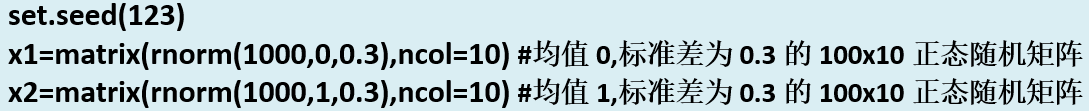 set.seed(123)
x1=matrix(rnorm(1000,0,0.3),ncol=10) #均值 0,标准差为 0.3 的 100x10 正态随机矩阵
x2=matrix(rnorm(1000,1,0.3),ncol=10) #均值 1,标准差为 0.3 的 100x10 正态随机矩阵